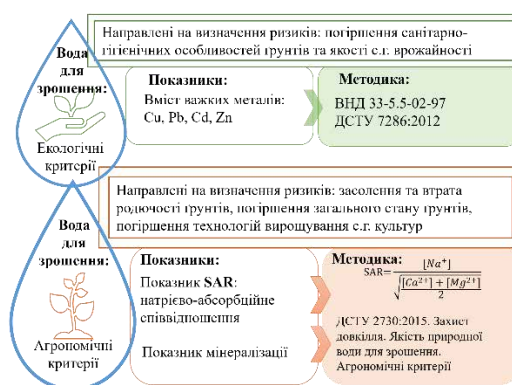 Направлені на визначення ризиків: погіршення санітарно-
гігієнічних особливостей ґрунтів та якості с.г. врожайності
Вода
для
зрошення:
Екологічні
критерії
Показники:
Вміст важких металів:
Cu, Pb, Cd, Zn
Методика:
ВНД 33-5.5-02-97
ДСТУ 7286:2012
Направлені на визначення ризиків: засолення та втрата
родючості ґрунтів, погіршення загального стану ґрунтів,
погіршення технологій вирощування с.г. культур
Вода
для
зрошення:
Агрономічні
критерії
Показники:
Показник SAR:
натрієво-абсорбційне
співвідношення
Показник мінералізації
Методика:
SAR= [Na⁺] / √([Ca²⁺] + [Mg²⁺] / 2)
ДСТУ 2730:2015. Захист
довкілля. Якість природної
води для зрошення.
Агрономічні критерії